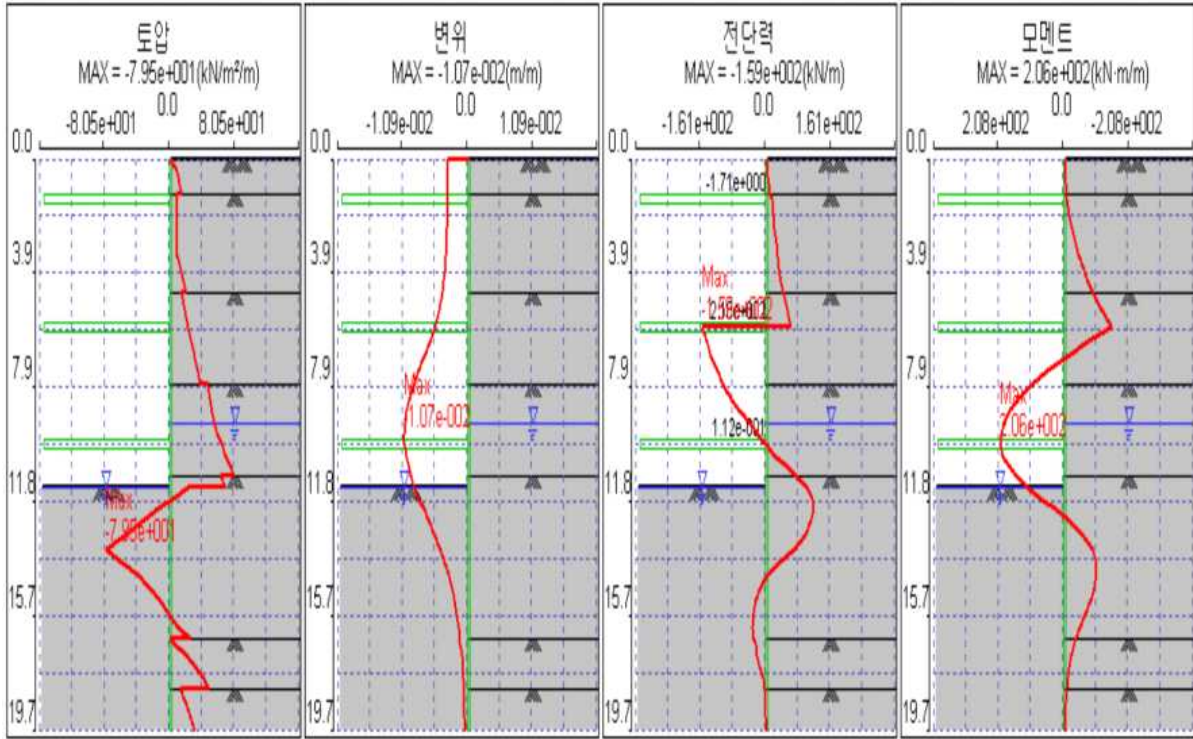 토압
MAX = -7.95e+001(kN/m²/m)
0.0
-8.05e+001 8.05e+001
0.0
3.9
7.9
11.8
15.7
19.7
Max
-7.95e+001
변위
MAX = -1.07e-002(m/m)
0.0
-1.09e-002 1.09e-002
0.0
3.9
7.9
11.8
15.7
19.7
Max
-1.07e-002
전단력
MAX = -1.59e+002(kN/m)
0.0
-1.61e+002 1.61e+002
0.0
3.9
7.9
11.8
15.7
19.7
-1.71e+000
Max
1.12e-001
모멘트
MAX = 2.06e+002(kN·m/m)
0.0
2.08e+002 -2.08e+002
0.0
3.9
7.9
11.8
15.7
19.7
Max
2.06e+002